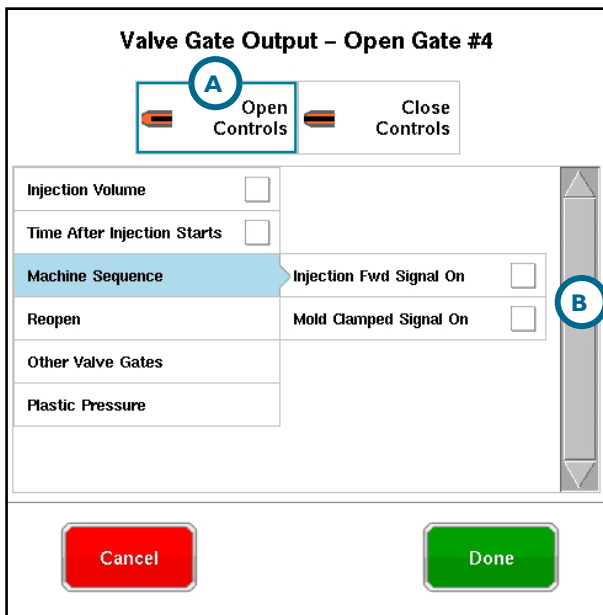 Valve Gate Output – Open Gate #4
A
Open
Controls
Close
Controls
Injection Volume
Time After Injection Starts
Machine Sequence
Injection Fwd Signal On
B
Reopen
Mold Clamped Signal On
Other Valve Gates
Plastic Pressure
Cancel
Done